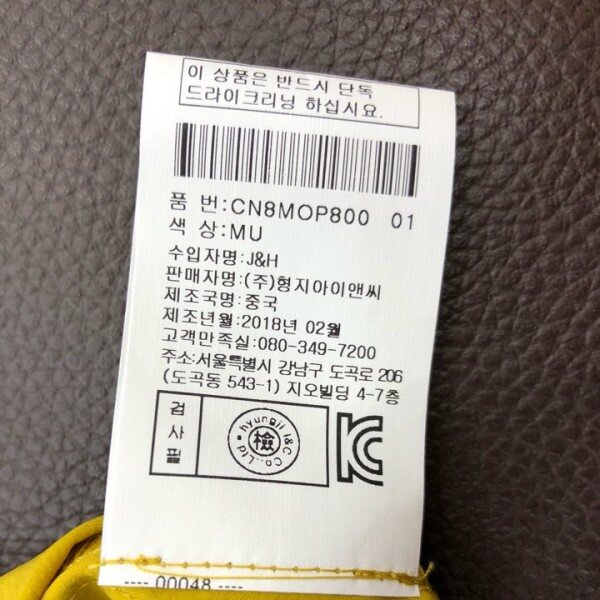 이 상품은 반드시 단독
드라이크리닝 하십시요.
품 번:CN8MOP800 01
색 상:MU
수입자명:J&H
판매자명:(주)형지아이앤씨
제조국명:중국
제조년월:2018년 02월
고객만족실:080-349-7200
주소:서울특별시 강남구 도곡로 206
(도곡동 543-1) 지오빌딩 4-7층
검사필
hyungji I&C Co.,Ltd
檢
KC
---- 00048 ----